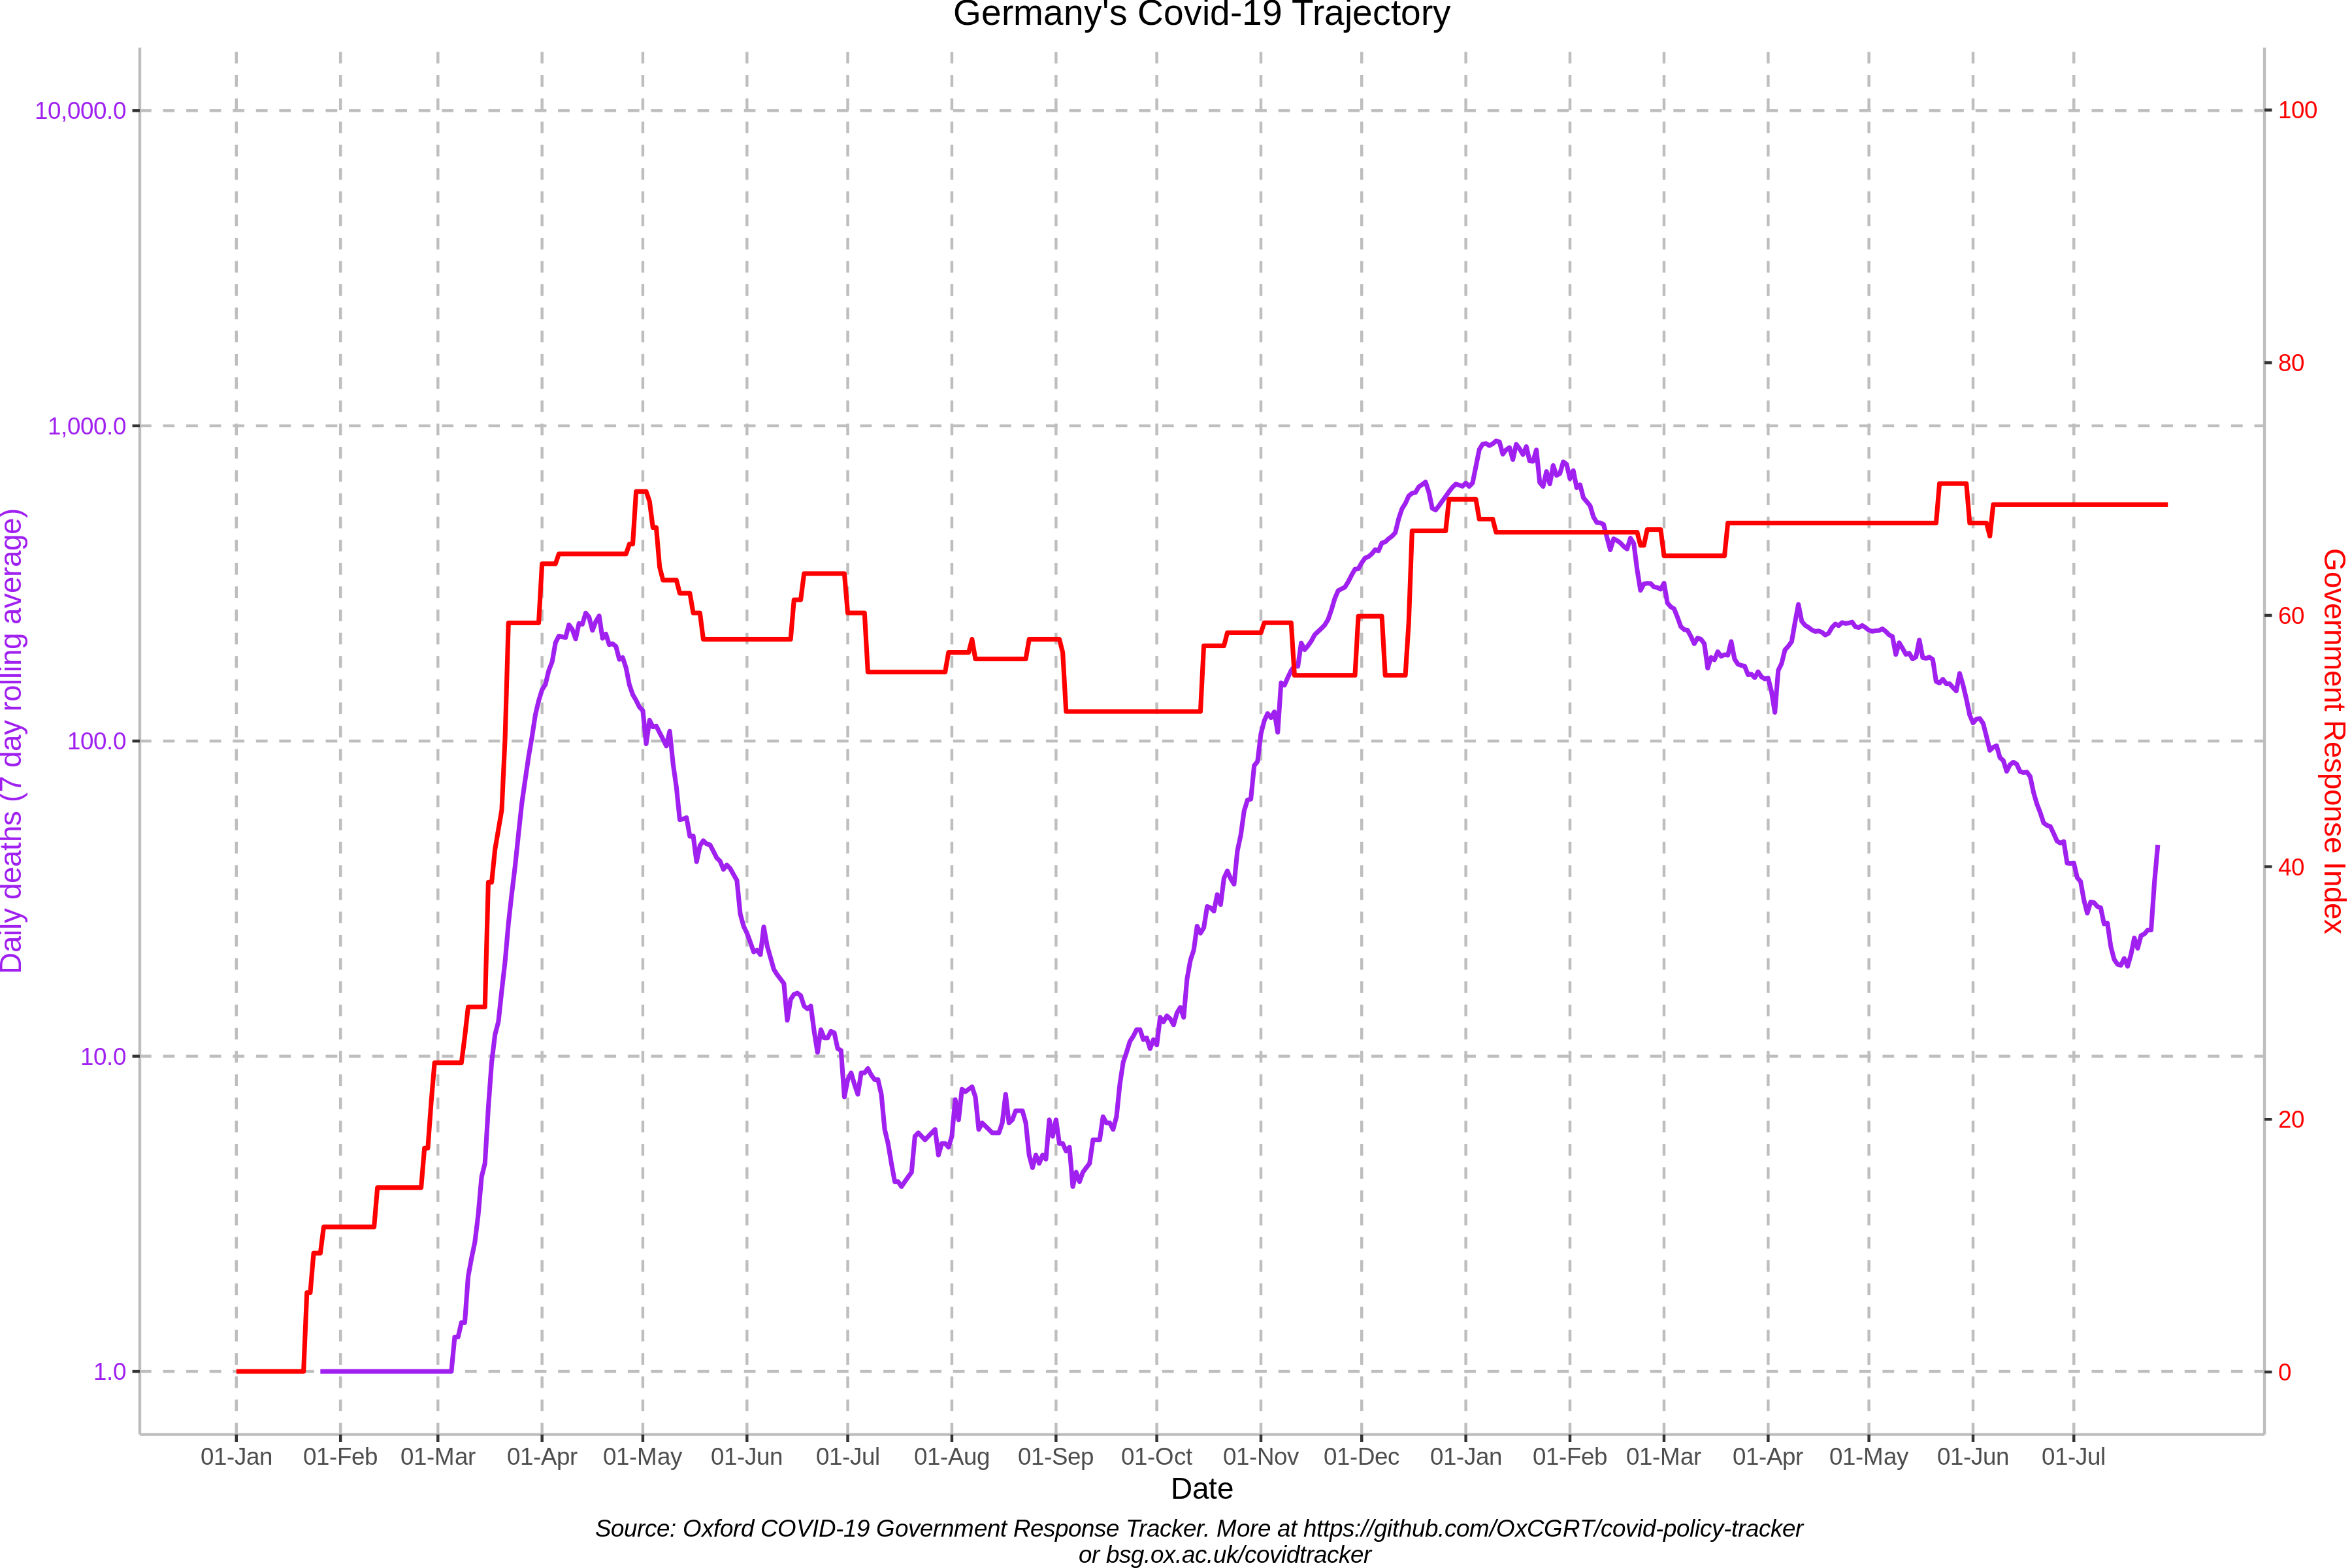 Germany's Covid-19 Trajectory
10,000.0
1,000.0
100.0
10.0
1.0
Daily deaths (7 day rolling average)
100
80
60
40
20
0
Government Response Index
01-Jan 01-Feb 01-Mar 01-Apr 01-May 01-Jun 01-Jul 01-Aug 01-Sep 01-Oct 01-Nov 01-Dec 01-Jan 01-Feb 01-Mar 01-Apr 01-May 01-Jun 01-Jul
Date
Source: Oxford COVID-19 Government Response Tracker. More at https://github.com/OxCGRT/covid-policy-tracker
or bsg.ox.ac.uk/covidtracker